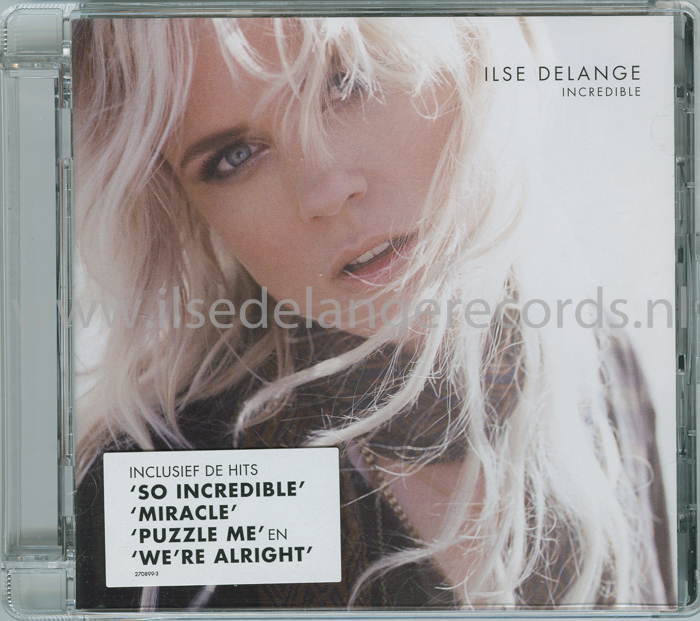 ILSE DELANGE
INCREDIBLE
www.ilsedelangerecords.nl
INCLUSIEF DE HITS
‘SO INCREDIBLE’
‘MIRACLE’
‘PUZZLE ME’ EN
‘WE’RE ALRIGHT’
270899-3